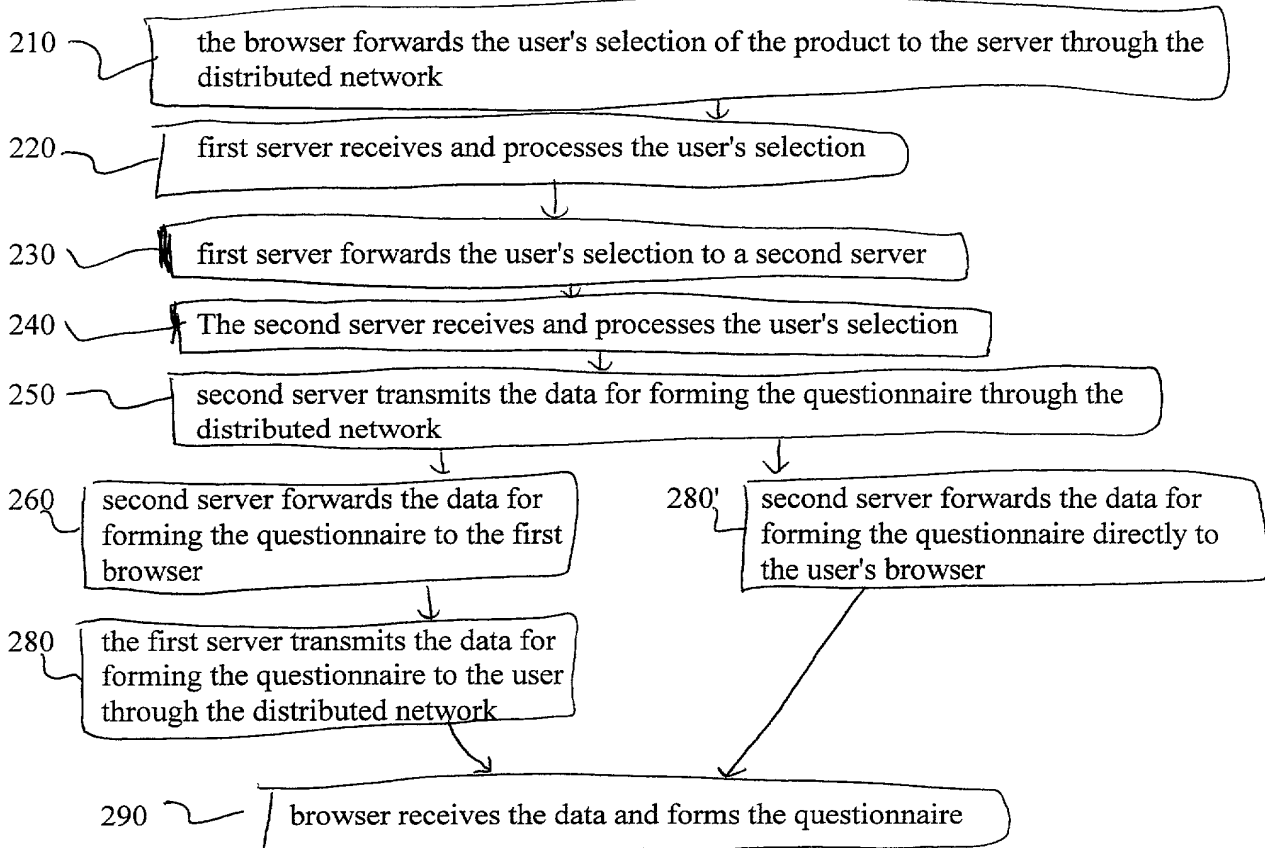 210 the browser forwards the user's selection of the product to the server through the
distributed network
220 first server receives and processes the user's selection
230 first server forwards the user's selection to a second server
240 The second server receives and processes the user's selection
250 second server transmits the data for forming the questionnaire through the
distributed network
260 second server forwards the data for
forming the questionnaire to the first
browser
280' second server forwards the data for
forming the questionnaire directly to
the user's browser
280 the first server transmits the data for
forming the questionnaire to the user
through the distributed network
290 browser receives the data and forms the questionnaire